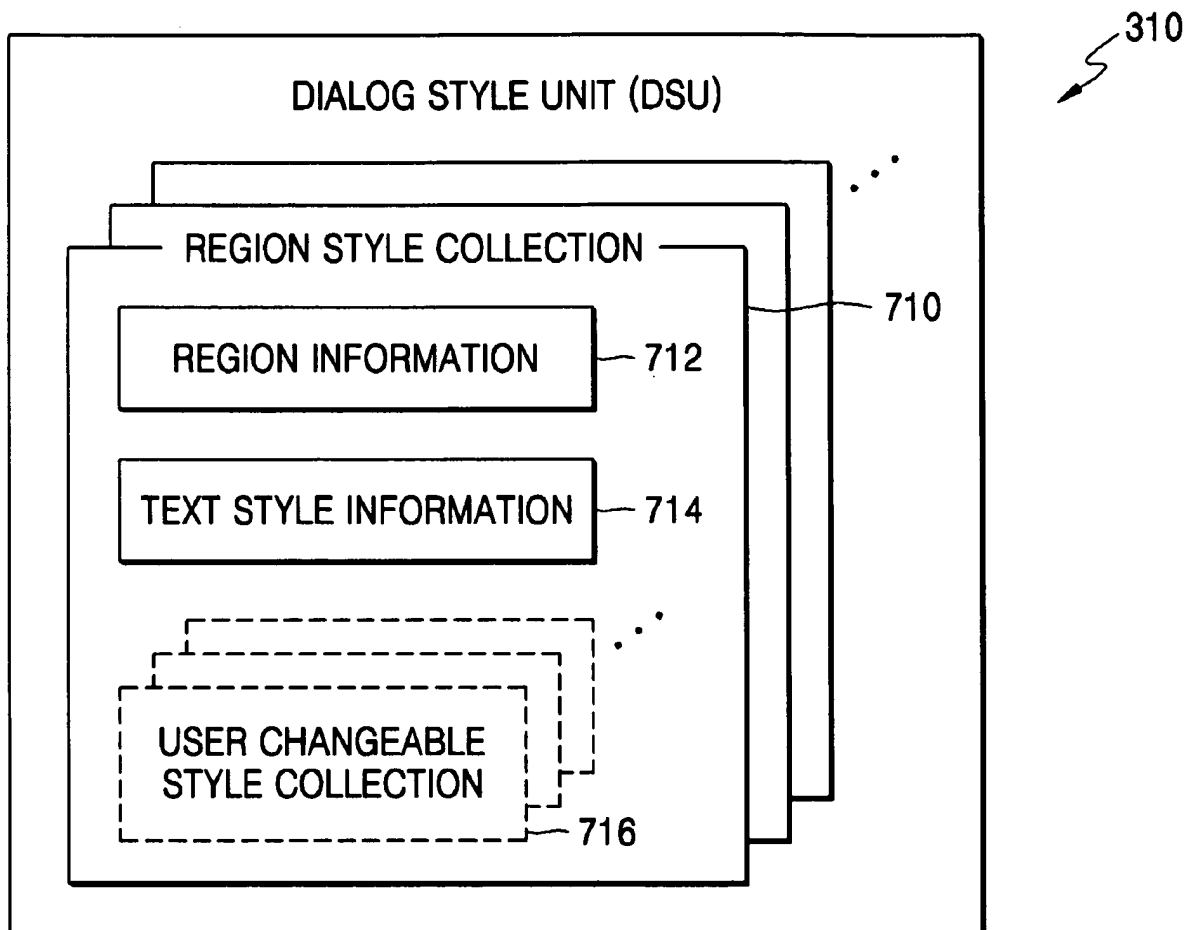 310
DIALOG STYLE UNIT (DSU)
REGION STYLE COLLECTION
710
REGION INFORMATION
712
TEXT STYLE INFORMATION
714
USER CHANGEABLE
STYLE COLLECTION
716